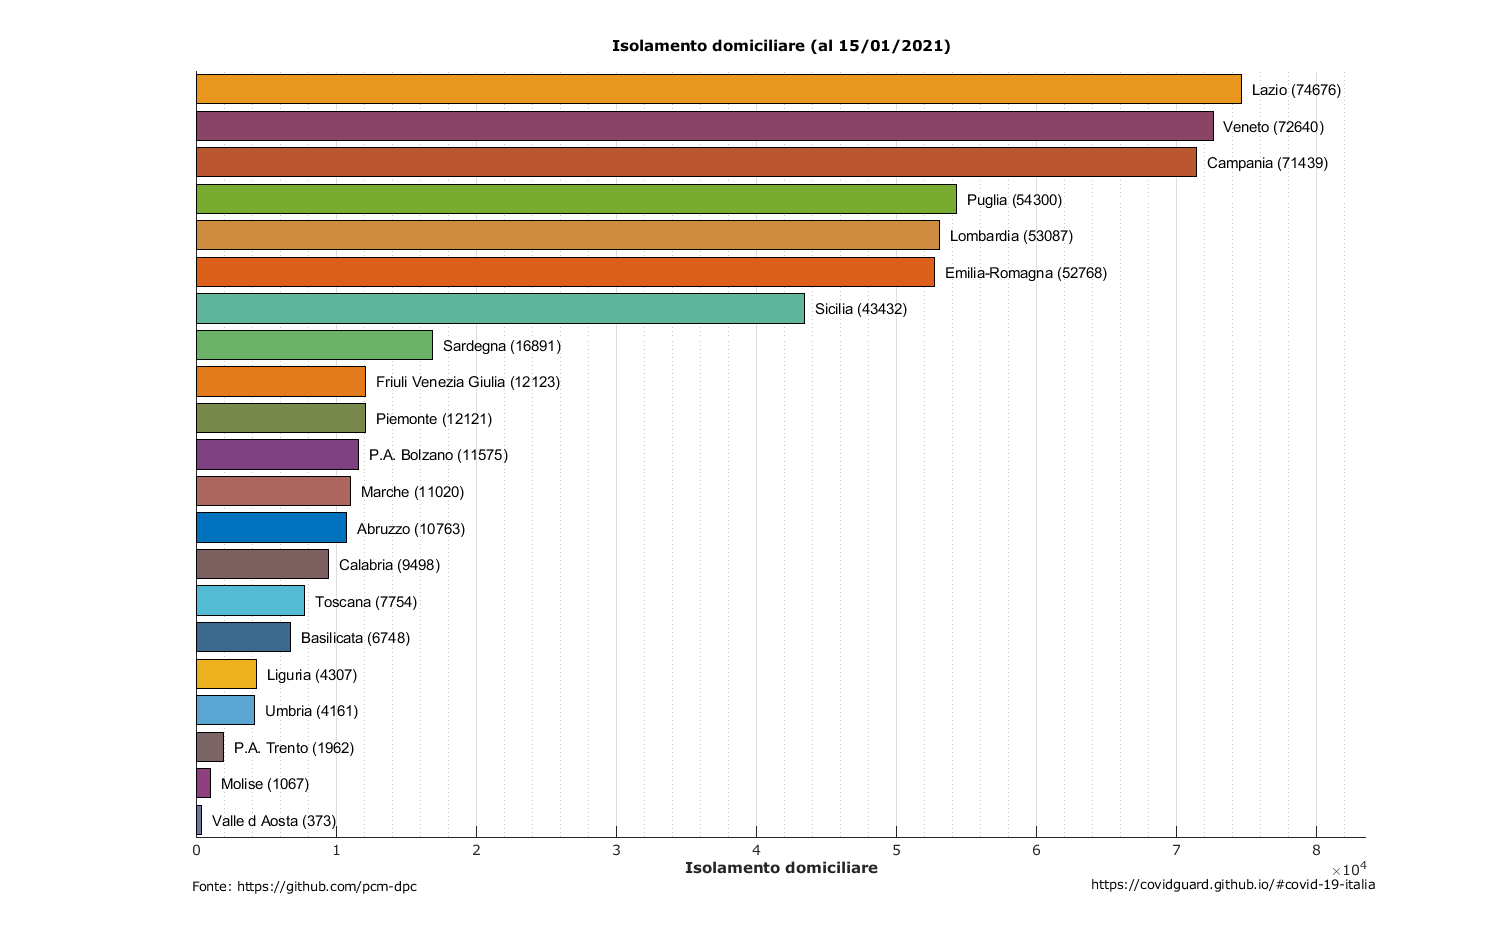 Isolamento domiciliare (al 15/01/2021)
Lazio (74676)
Veneto (72640)
Campania (71439)
Puglia (54300)
Lombardia (53087)
Emilia-Romagna (52768)
Sicilia (43432)
Sardegna (16891)
Friuli Venezia Giulia (12123)
Piemonte (12121)
P.A. Bolzano (11575)
Marche (11020)
Abruzzo (10763)
Calabria (9498)
Toscana (7754)
Basilicata (6748)
Liguria (4307)
Umbria (4161)
P.A. Trento (1962)
Molise (1067)
Valle d Aosta (373)
0 1 2 3 4 5 6 7 8
×10⁴
Isolamento domiciliare
Fonte: https://github.com/pcm-dpc
https://covidguard.github.io/#covid-19-italia